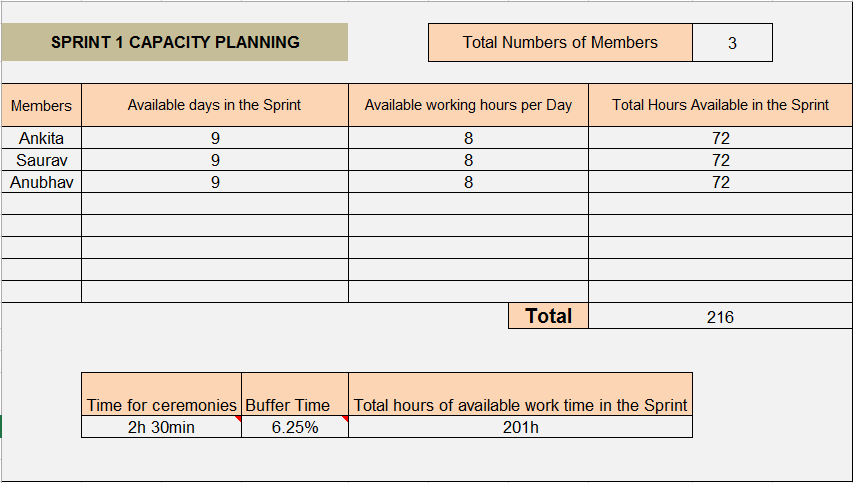 SPRINT 1 CAPACITY PLANNING Total Numbers of Members 3
Members Available days in the Sprint Available working hours per Day Total Hours Available in the Sprint
Ankita 9 8 72
Saurav 9 8 72
Anubhav 9 8 72
Total 216
Time for ceremonies Buffer Time Total hours of available work time in the Sprint
2h 30min 6.25% 201h